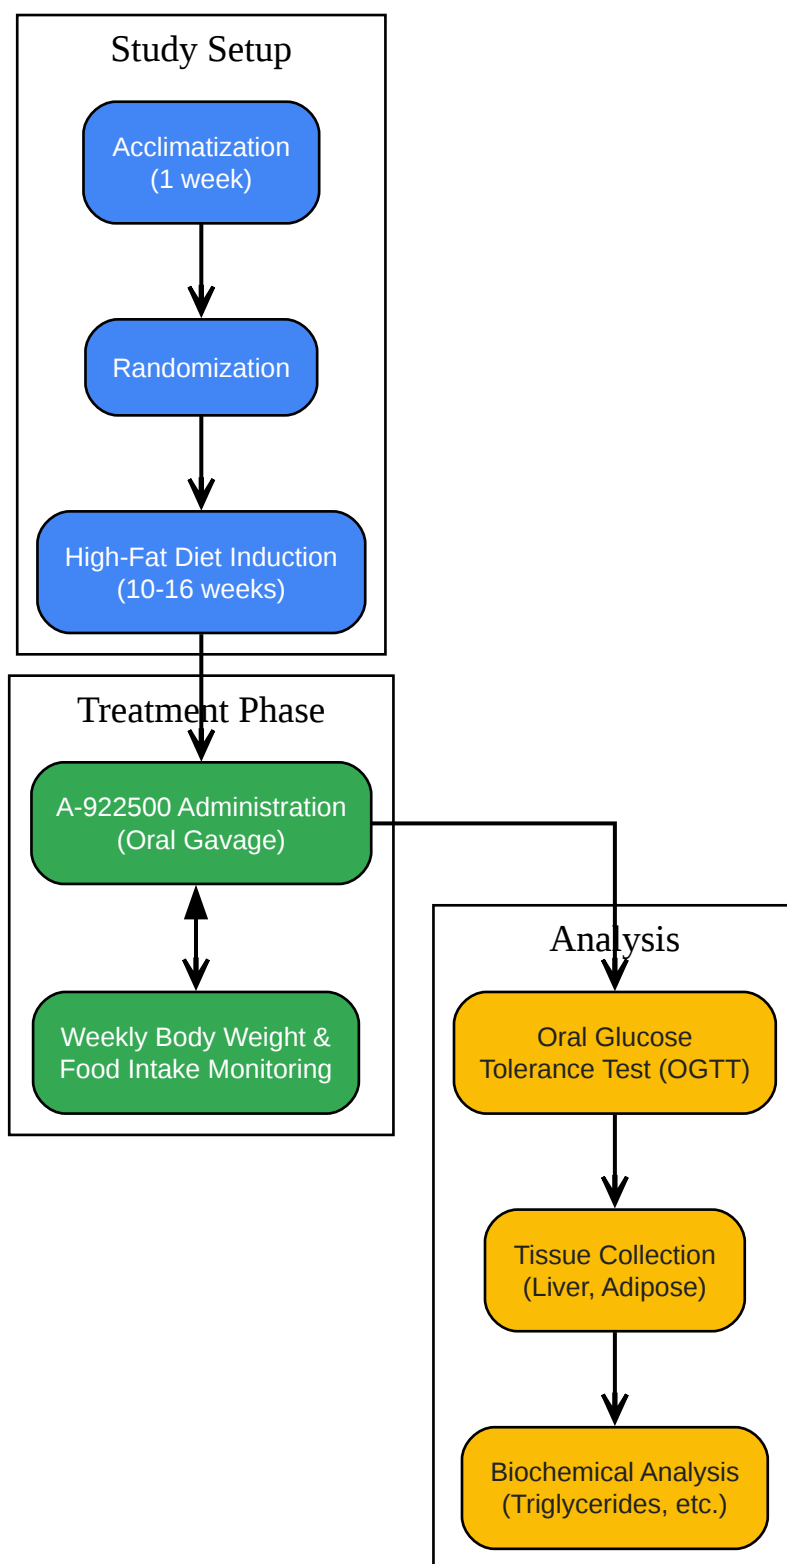 Study Setup
Acclimatization
(1 week)
Randomization
High-Fat Diet Induction
(10-16 weeks)
Treatment Phase
A-922500 Administration
(Oral Gavage)
Weekly Body Weight &
Food Intake Monitoring
Analysis
Oral Glucose
Tolerance Test (OGTT)
Tissue Collection
(Liver, Adipose)
Biochemical Analysis
(Triglycerides, etc.)